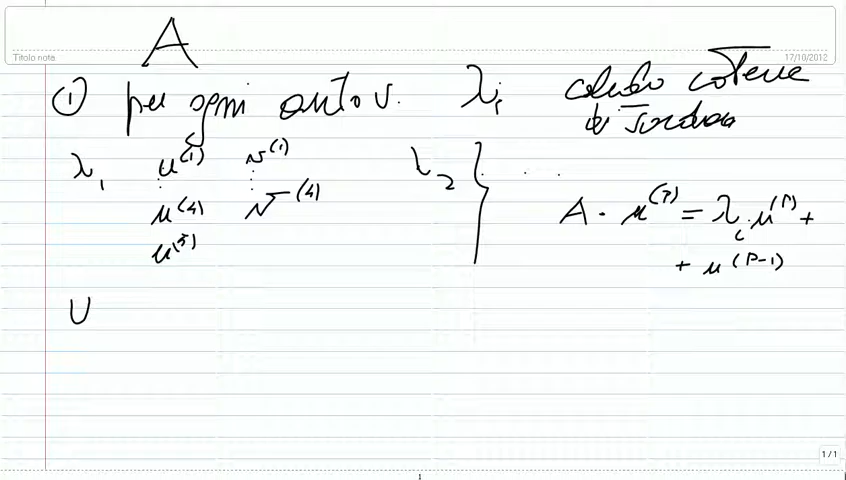 A
Titolo nota 17/10/2012
① per ogni autov. λi calcolo catene
di Jordan
λ1 u(1) v(1) λ2 } . . .
⋮ ⋮
u(4) v(4) A · u(P) = λi u(P) +
u(5) + u(P-1)
U
1/1
1